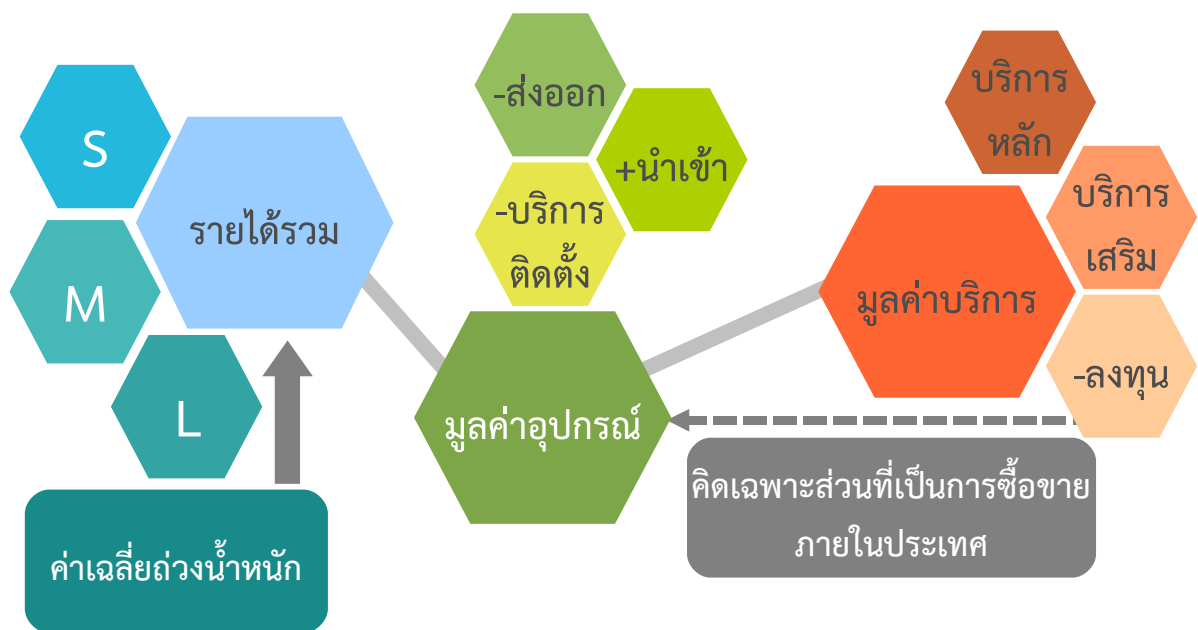 S
M
L
รายได้รวม
ค่าเฉลี่ยถ่วงน้ำหนัก
-ส่งออก
+นำเข้า
-บริการ
ติดตั้ง
มูลค่าอุปกรณ์
บริการ
หลัก
บริการ
เสริม
มูลค่าบริการ
-ลงทุน
คิดเฉพาะส่วนที่เป็นการซื้อขาย
ภายในประเทศ